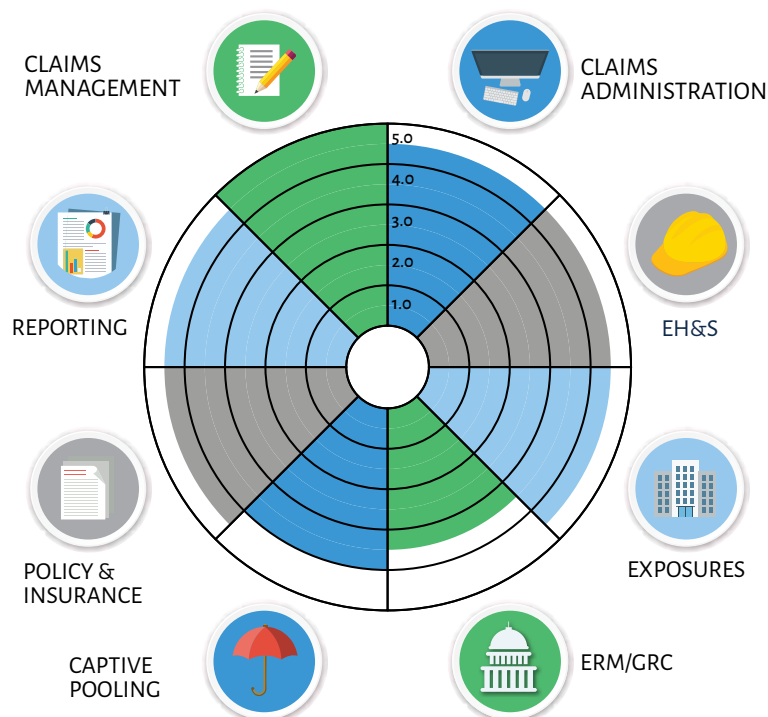 CLAIMS
MANAGEMENT
CLAIMS
ADMINISTRATION
5.0
4.0
3.0
2.0
1.0
REPORTING
EH&S
POLICY &
INSURANCE
EXPOSURES
CAPTIVE
POOLING
ERM/GRC